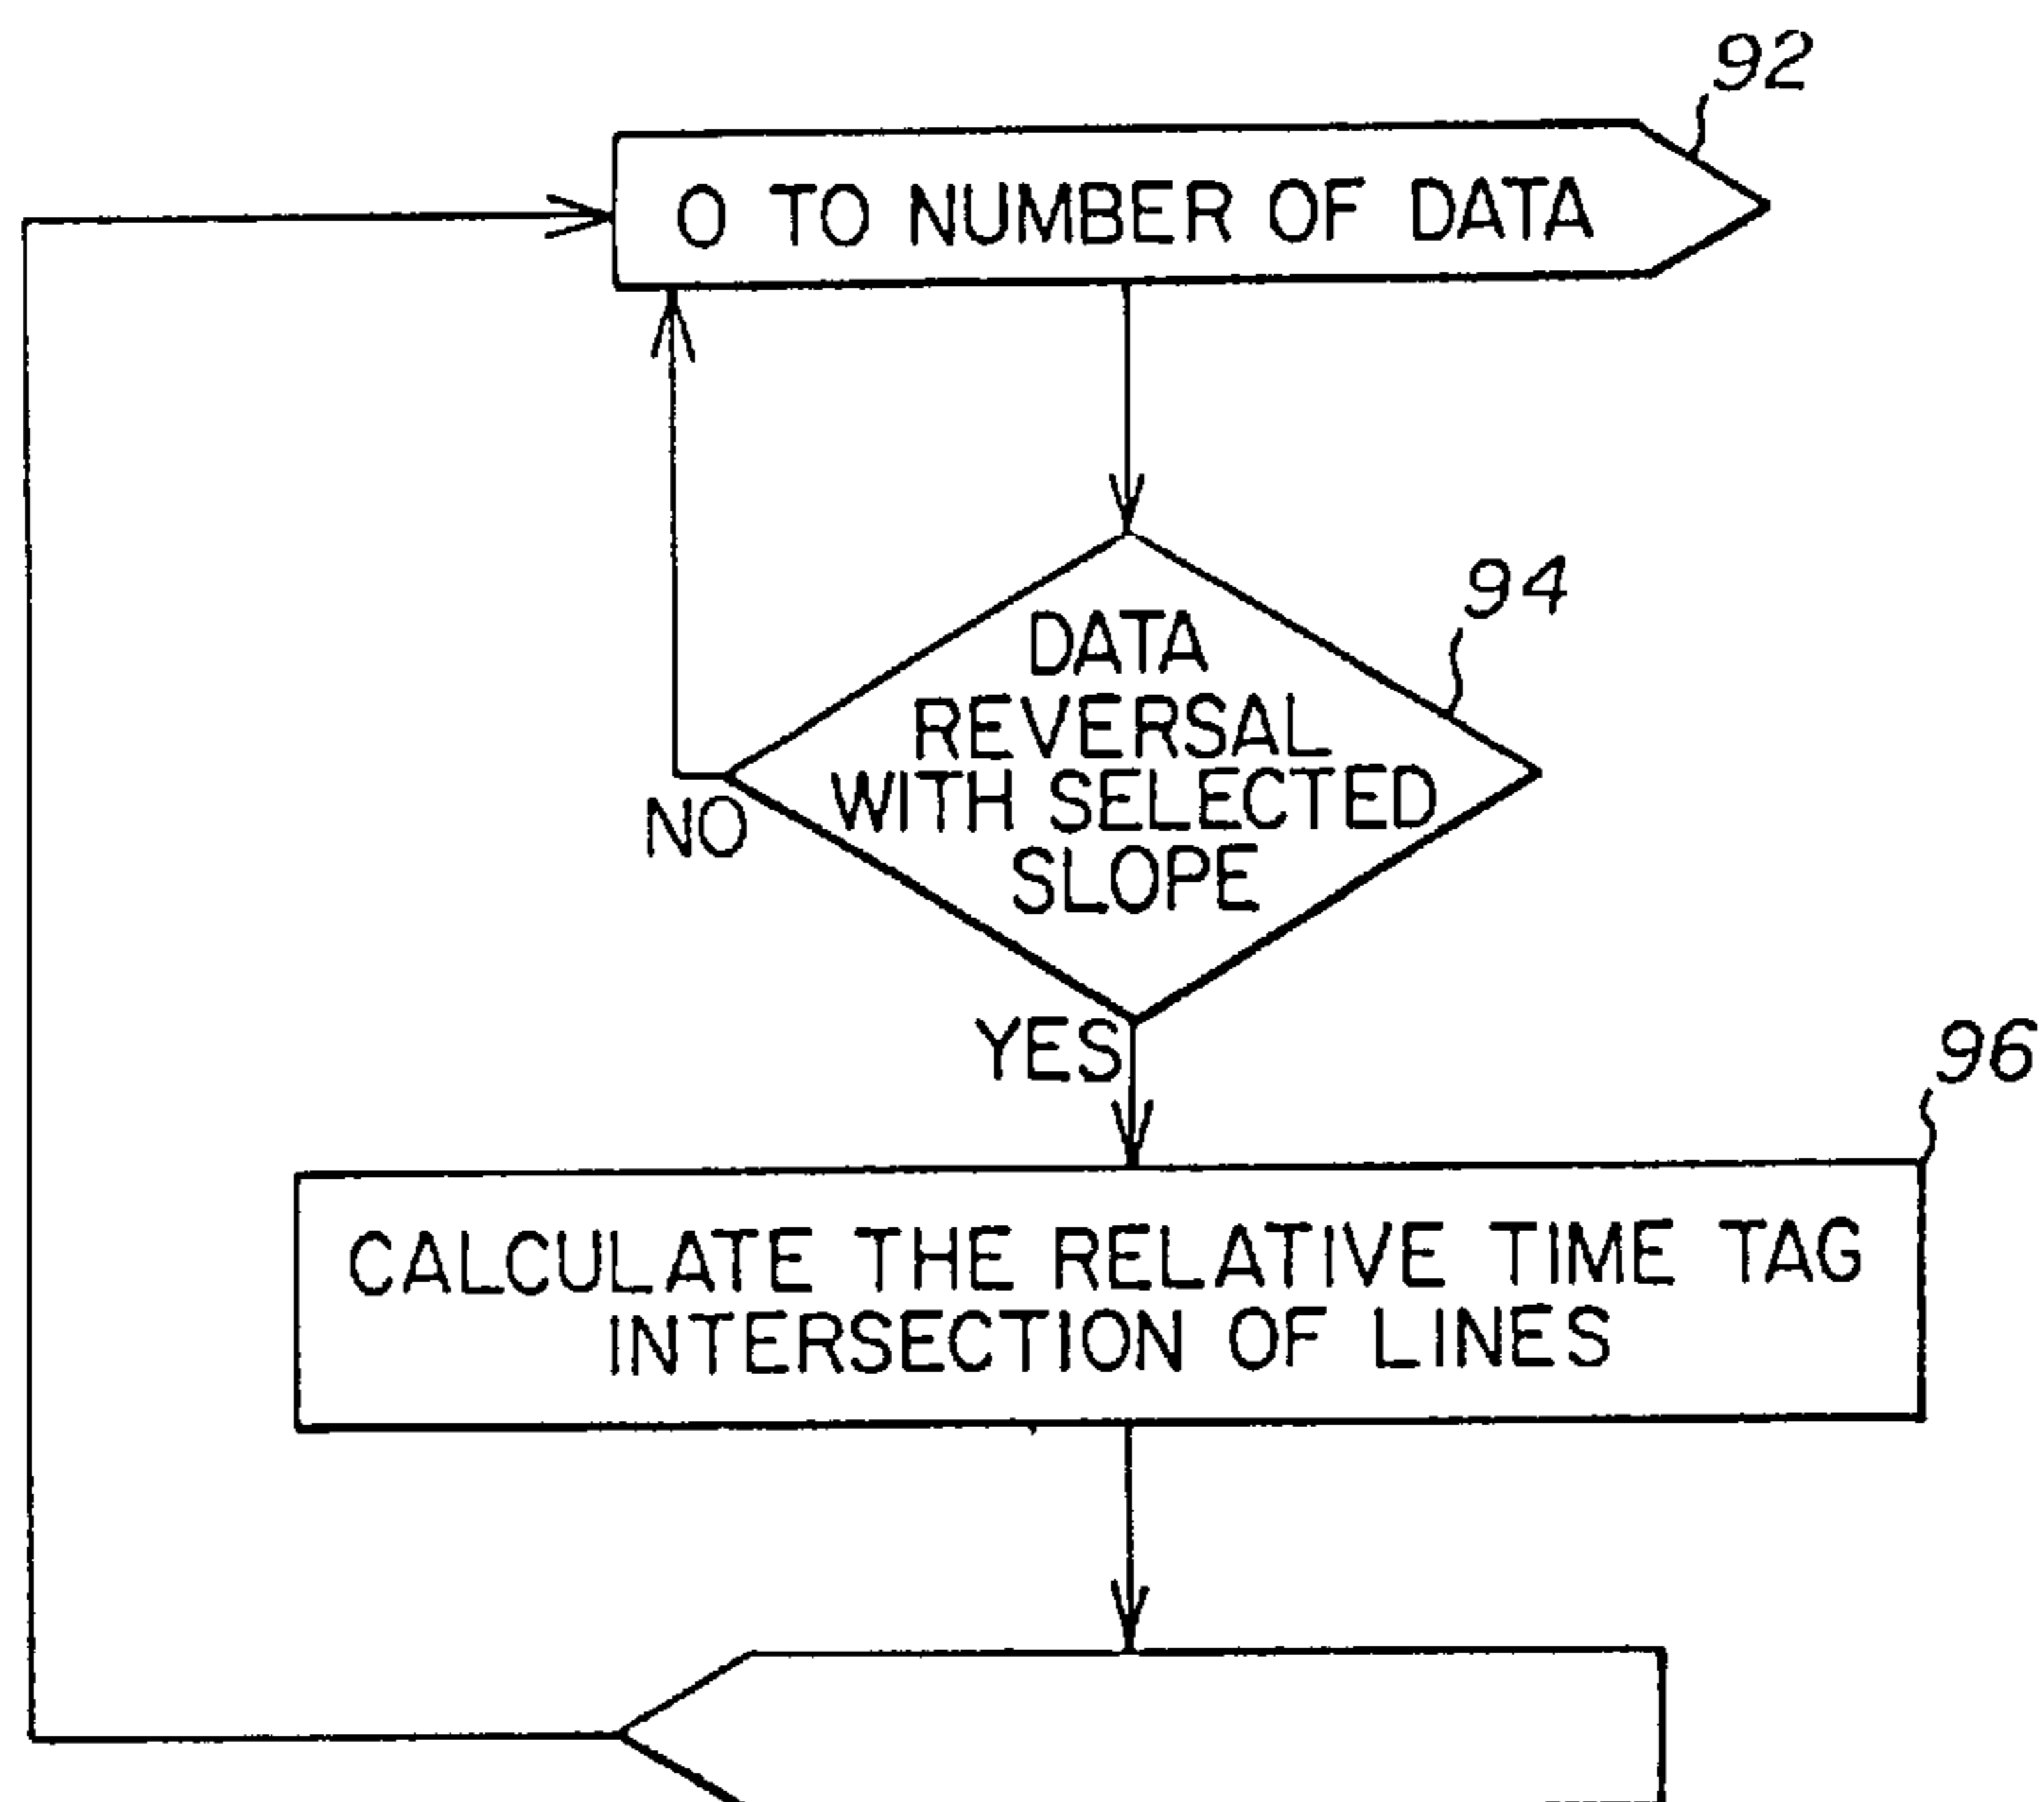 92
0 TO NUMBER OF DATA
94
DATA
REVERSAL
WITH SELECTED
SLOPE
NO
YES
96
CALCULATE THE RELATIVE TIME TAG
INTERSECTION OF LINES